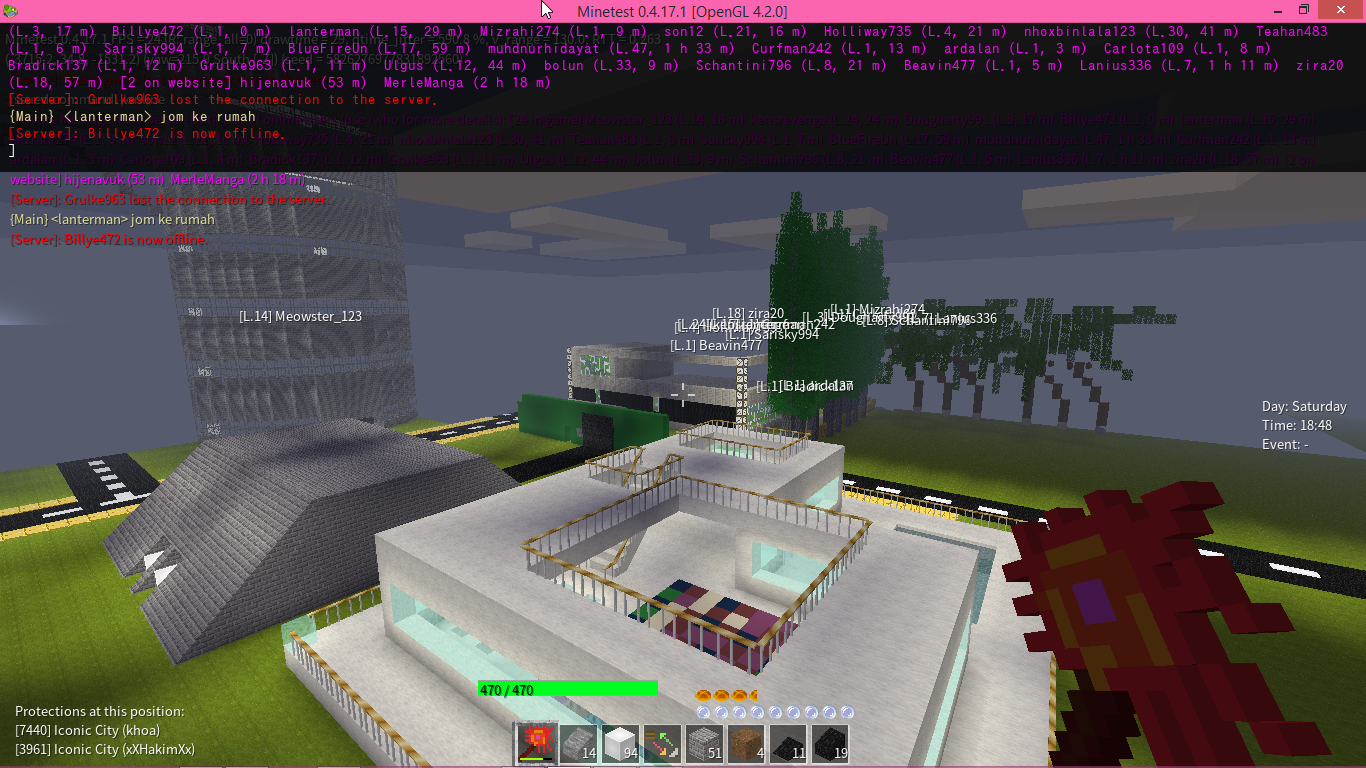 Minetest 0.4.17.1 [OpenGL 4.2.0]
(L.3, 17 m) Billye472 (L.1, 0 m) lanterman (L.15, 29 m) Mizrahi274 (L.1, 9 m) son12 (L.21, 16 m) Holliway735 (L.4, 21 m) nhoxbinlala123 (L.30, 41 m) Teahan483
(L.1, 6 m) Sarisky994 (L.1, 7 m) BlueFireUn (L.17, 59 m) muhdnurhidayat (L.47, 1 h 33 m) Curfman242 (L.1, 13 m) ardalan (L.1, 3 m) Carlota109 (L.1, 8 m)
Bradick137 (L.1, 12 m) Grulke963 (L.1, 11 m) Ulgus (L.12, 44 m) bolun (L.33, 9 m) Schantini796 (L.8, 21 m) Beavin477 (L.1, 5 m) Lanius336 (L.7, 1 h 11 m) zira20
(L.18, 57 m) [2 on website] hijenavuk (53 m) MerleManga (2 h 18 m)
[Server]: Grulke963 lost the connection to the server.
{Main} <lanterman> jom ke rumah
[Server]: Billye472 is now offline.
]
website] hijenavuk (53 m) MerleManga (2 h 18 m)
[Server]: Grulke963 lost the connection to the server.
{Main} <lanterman> jom ke rumah
[Server]: Billye472 is now offline.
[L.14] Meowster_123
[L.18] zira20
[L.1] Mizrahi274
[L.1] Sarisky994
[L.1] Beavin477
Day: Saturday
Time: 18:48
Event: -
470 / 470
Protections at this position:
[7440] Iconic City (khoa)
[3961] Iconic City (xXHakimXx)
14 94 51 4 11 19